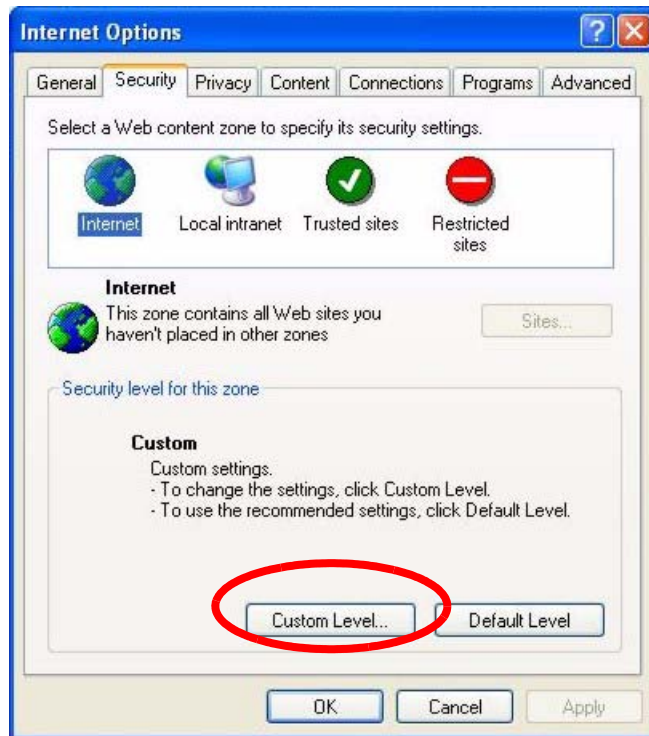 Internet Options
General Security Privacy Content Connections Programs Advanced
Select a Web content zone to specify its security settings.
Internet Local intranet Trusted sites Restricted sites
Internet
This zone contains all Web sites you
haven't placed in other zones
Sites...
Security level for this zone
Custom
Custom settings.
- To change the settings, click Custom Level.
- To use the recommended settings, click Default Level.
Custom Level... Default Level
OK Cancel Apply